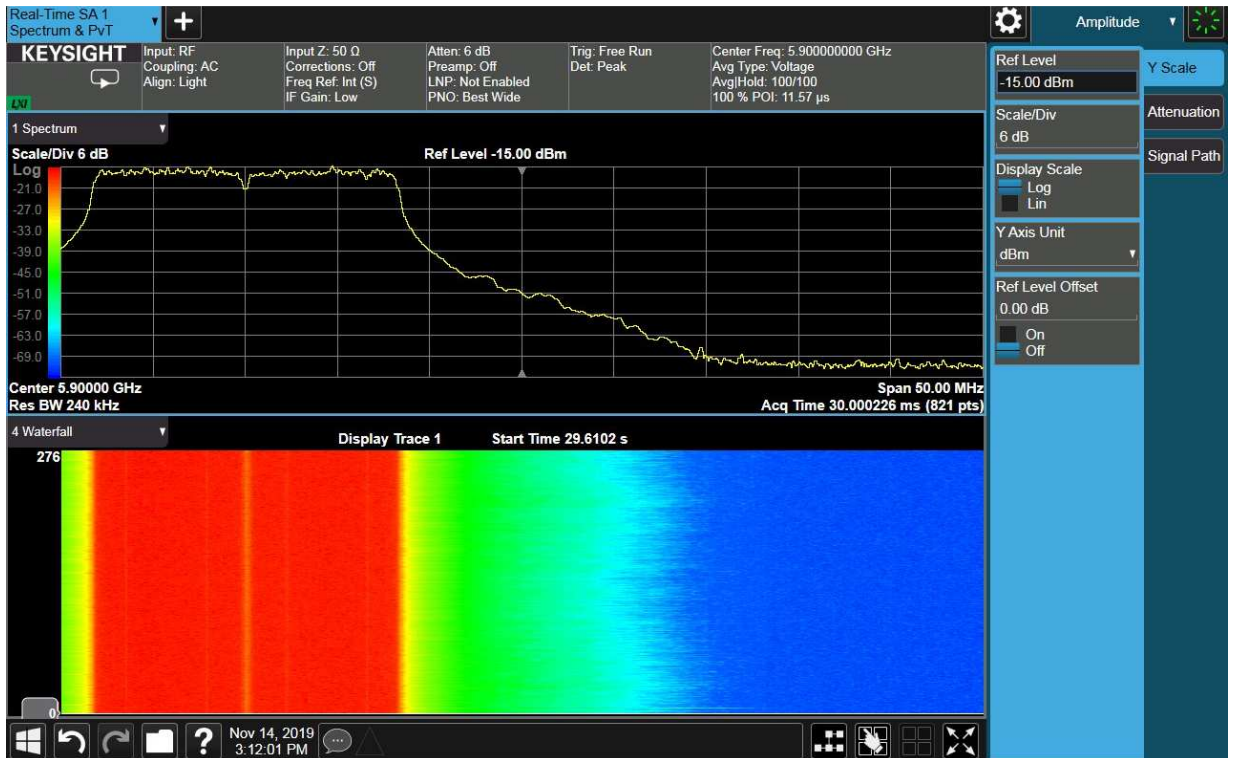 Real-Time SA 1
Spectrum & PvT
Amplitude
KEYSIGHT
LXI
Input: RF
Coupling: AC
Align: Light
Input Z: 50 Ω
Corrections: Off
Freq Ref: Int (S)
IF Gain: Low
Atten: 6 dB
Preamp: Off
LNP: Not Enabled
PNO: Best Wide
Trig: Free Run
Det: Peak
Center Freq: 5.900000000 GHz
Avg Type: Voltage
Avg|Hold: 100/100
100 % POI: 11.57 µs
1 Spectrum
Scale/Div 6 dB
Ref Level -15.00 dBm
Log
-21.0
-27.0
-33.0
-39.0
-45.0
-51.0
-57.0
-63.0
-69.0
Center 5.90000 GHz
Span 50.00 MHz
Res BW 240 kHz
Acq Time 30.000226 ms (821 pts)
4 Waterfall
Display Trace 1
Start Time 29.6102 s
276
0
?
Nov 14, 2019
3:12:01 PM
Ref Level
-15.00 dBm
Scale/Div
6 dB
Display Scale
Log
Lin
Y Axis Unit
dBm
Ref Level Offset
0.00 dB
On
Off
Y Scale
Attenuation
Signal Path